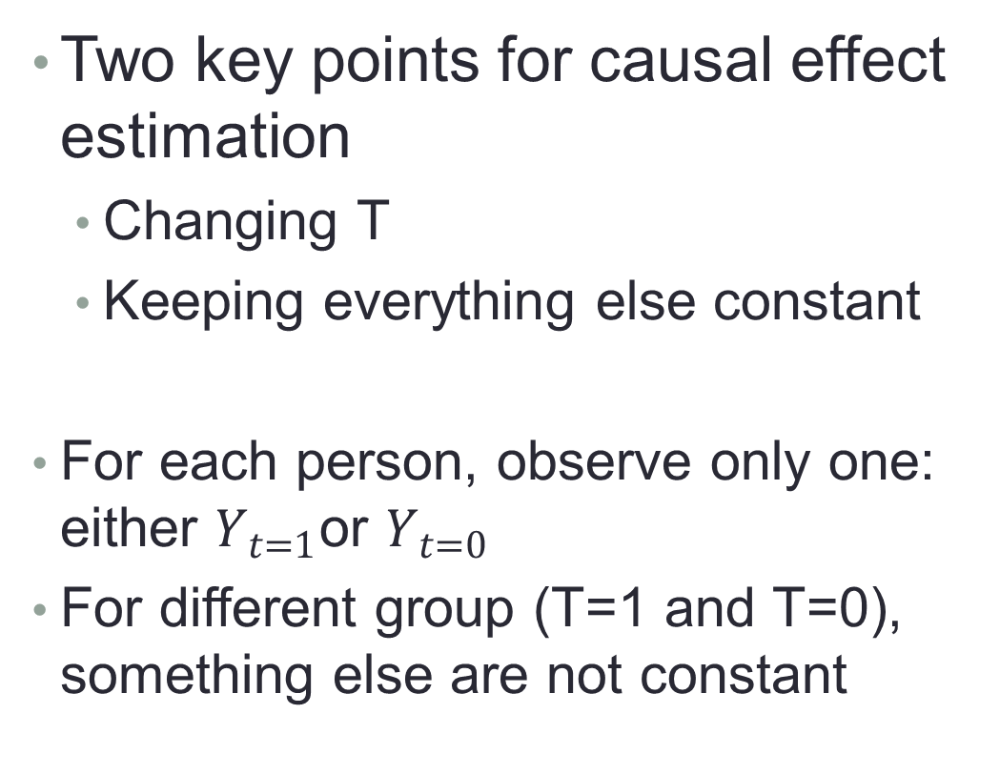 • Two key points for causal effect
estimation
• Changing T
• Keeping everything else constant
• For each person, observe only one:
either Y_{t=1} or Y_{t=0}
• For different group (T=1 and T=0),
something else are not constant